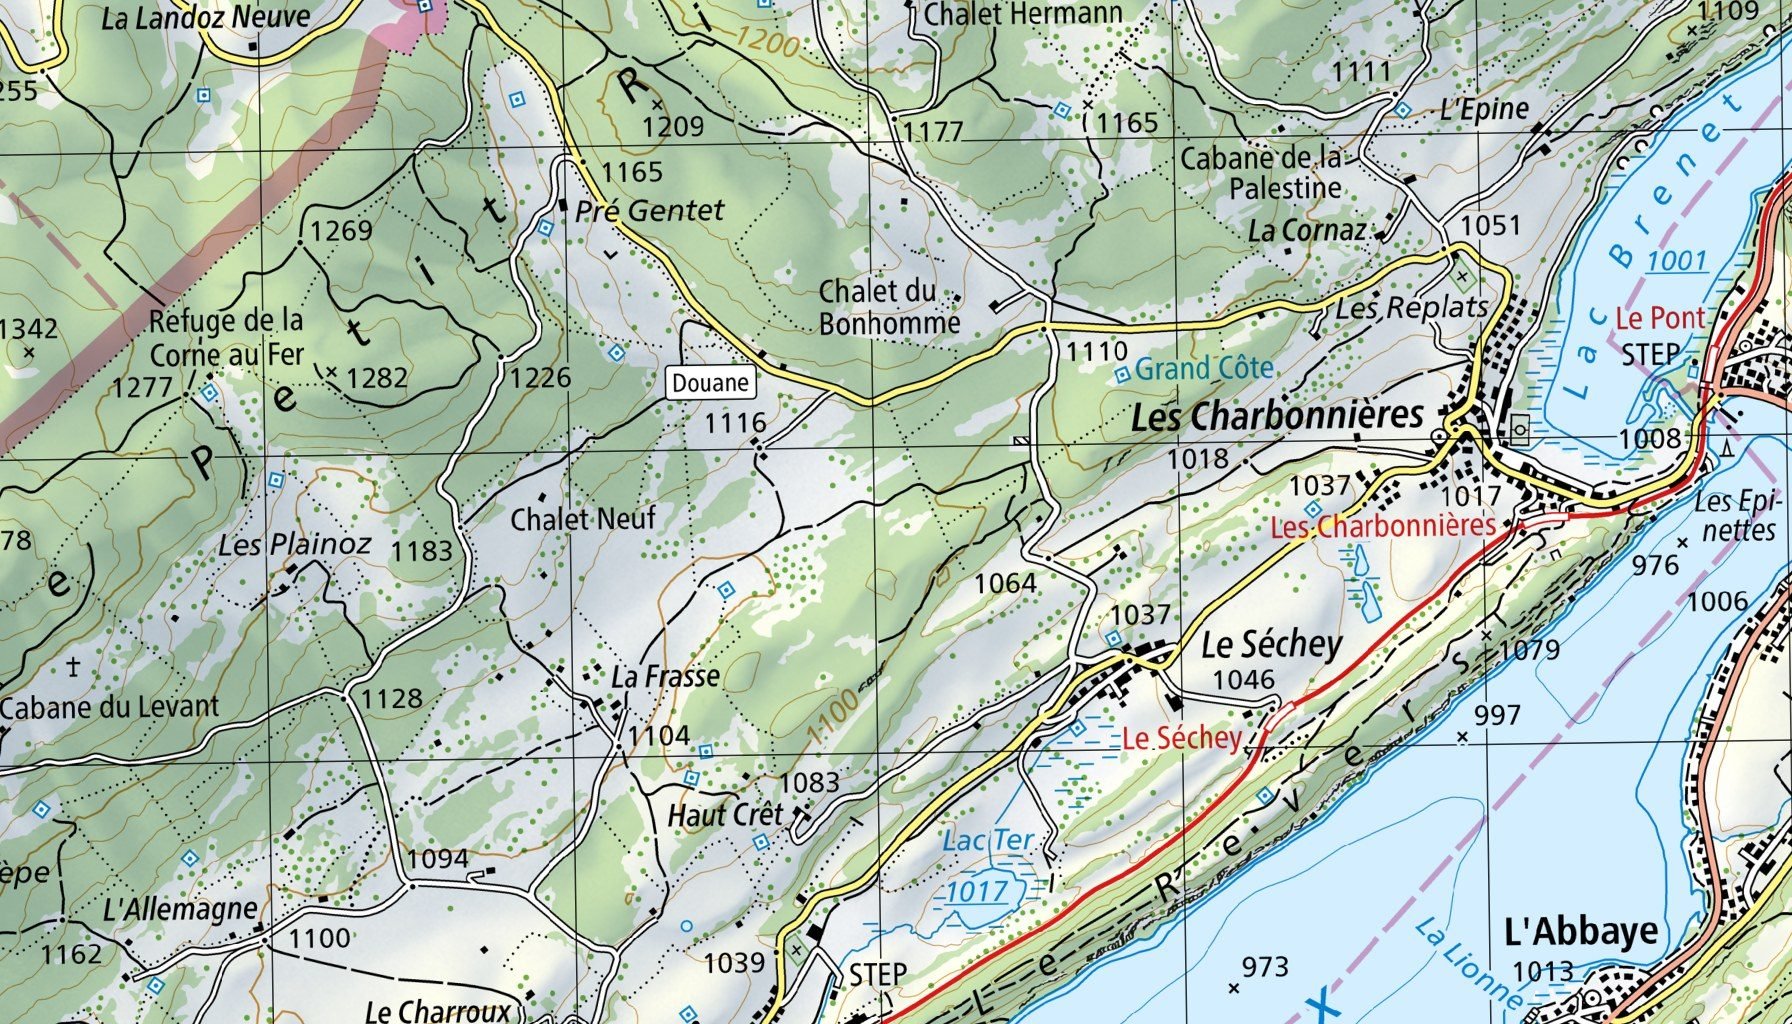 La Landoz Neuve
Chalet Hermann
1109
1200
255
1111
L'Epine
R
i
1209
1177
1165
Lac Brenet
Cabane de la
Palestine
1165
Pré Gentet
t
1269
La Cornaz
1051
1001
i
Chalet du
Bonhomme
Les Replats
Le Pont
STEP
1342
Refuge de la
Corne au Fer
t
1110
Grand Côte
1277
1282
1226
Douane
e
1116
Les Charbonnières
1008
P
1018
1037
1017
Les Epi-
nettes
Chalet Neuf
Les Charbonnières
78
Les Plainoz
1183
976
e
1064
1006
1037
Le Séchey
1079
1046
La Frasse
Cabane du Levant
1128
1100
997
1104
Le Séchey
1083
Haut Crêt
Lac Ter
1017
1094
èpe
Le Revers
L'Allemagne
1100
1162
L'Abbaye
La Lionne
1013
1039
STEP
973
Le Charroux